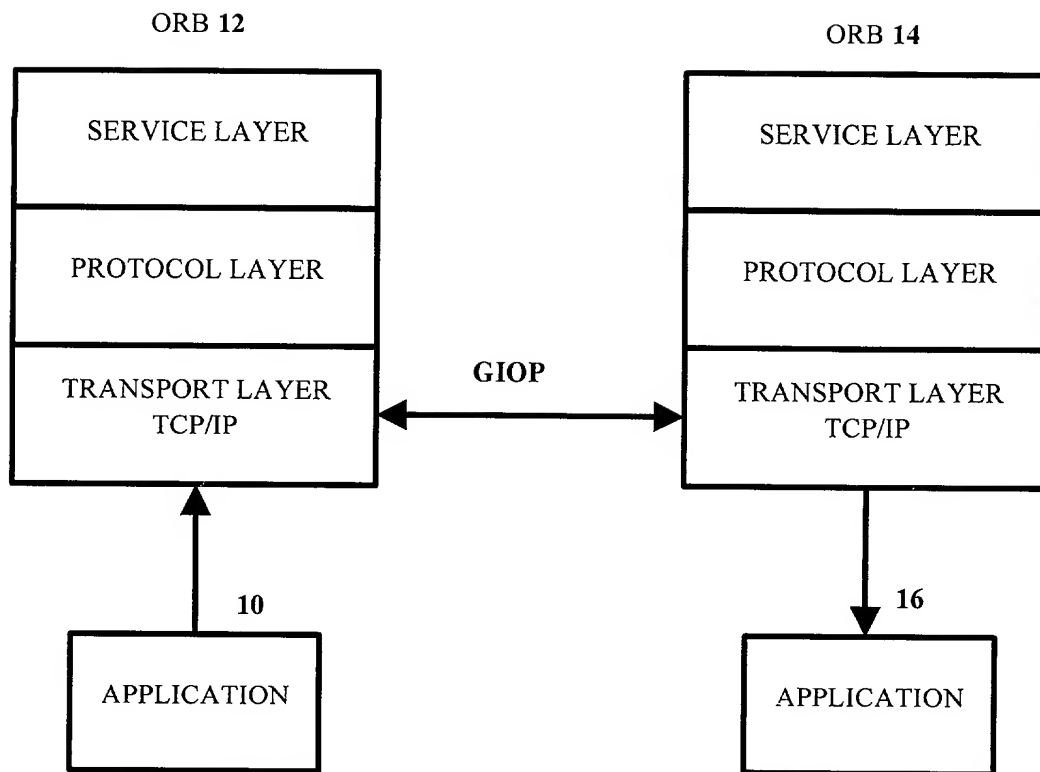 ORB 12
ORB 14
SERVICE LAYER
SERVICE LAYER
PROTOCOL LAYER
PROTOCOL LAYER
TRANSPORT LAYER
TCP/IP
GIOP
TRANSPORT LAYER
TCP/IP
10
16
APPLICATION
APPLICATION